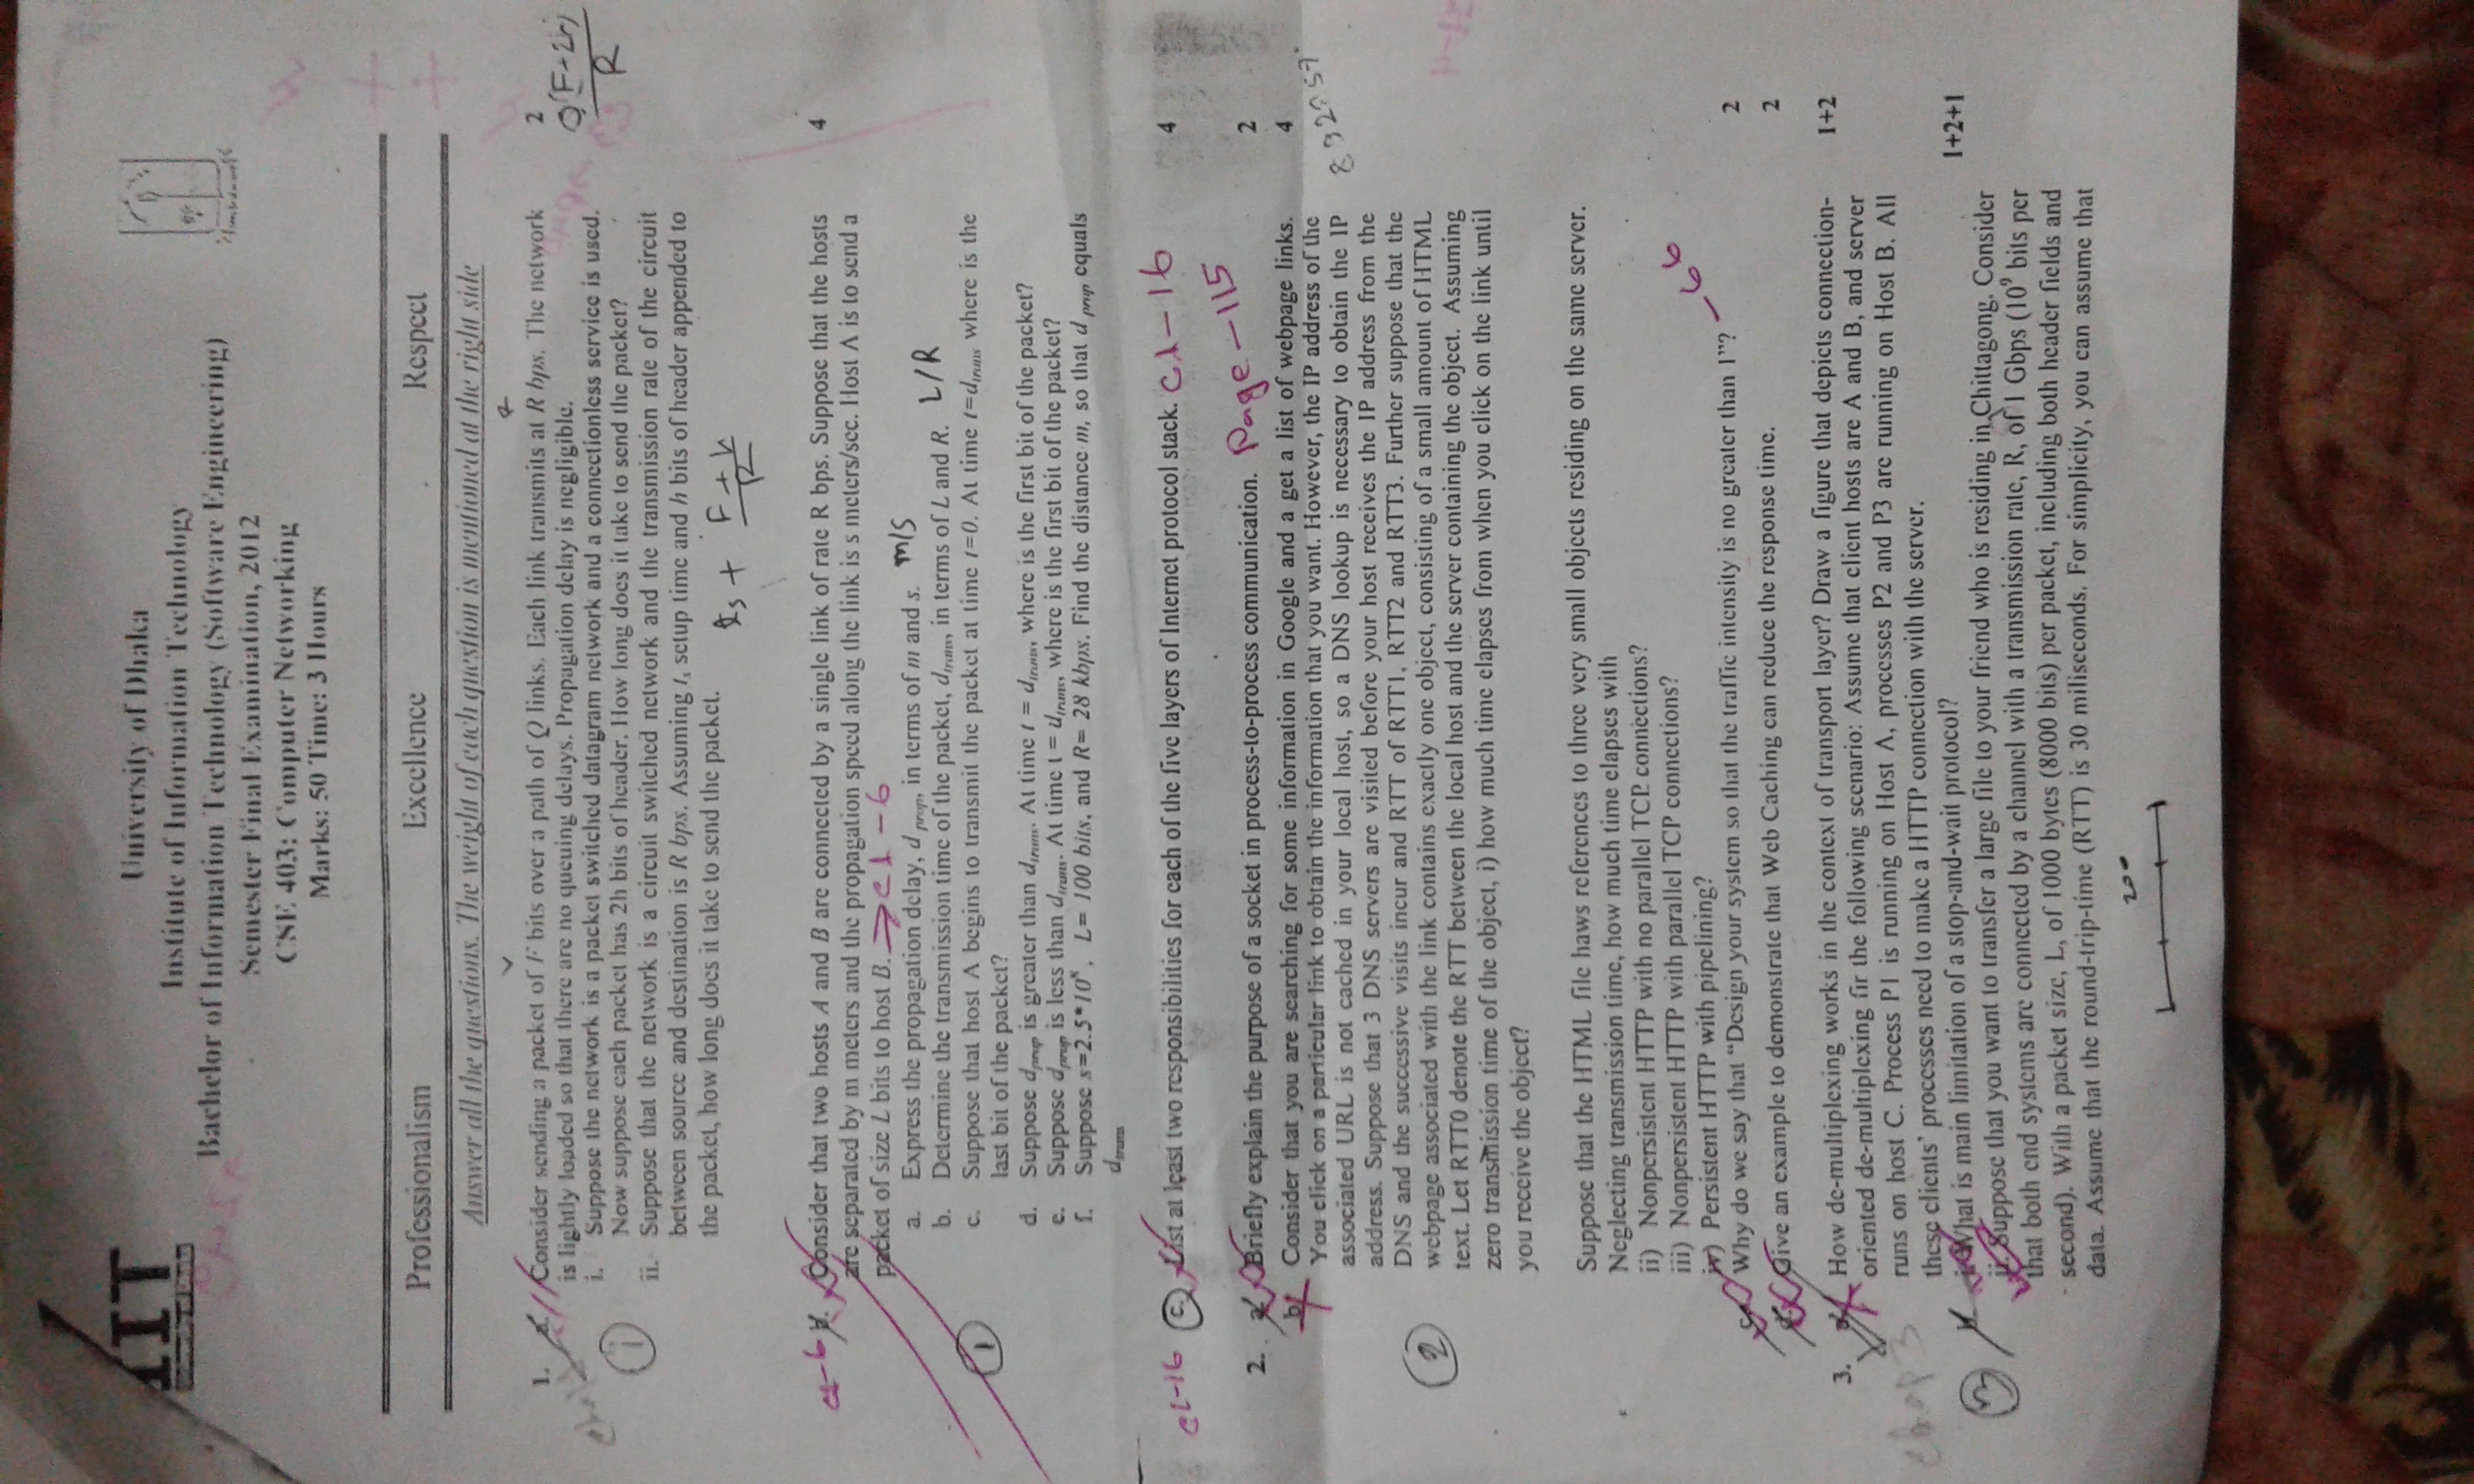 IIT
University of Dhaka
Institute of Information Technology
Bachelor of Information Technology (Software Engineering)
Semester Final Examination, 2012
CSE 403: Computer Networking
Marks: 50 Time: 3 Hours
Professionalism Excellence Respect
Answer all the questions. The weight of each question is mentioned at the right side
1. Consider sending a packet of F bits over a path of Q links. Each link transmits at R bps. The network 2
is lightly loaded so that there are no queuing delays. Propagation delay is negligible.
i. Suppose the network is a packet switched datagram network and a connectionless service is used.
Now suppose each packet has 2h bits of header. How long does it take to send the packet?
ii. Suppose that the network is a circuit switched network and the transmission rate of the circuit
between source and destination is R bps. Assuming ts setup time and h bits of header appended to
the packet, how long does it take to send the packet.
ts + F+h
R
c1-6 b. Consider that two hosts A and B are connected by a single link of rate R bps. Suppose that the hosts 4
are separated by m meters and the propagation speed along the link is s meters/sec. Host A is to send a
packet of size L bits to host B. → c1-6
a. Express the propagation delay, d prop, in terms of m and s. m/s
b. Determine the transmission time of the packet, dtrans, in terms of L and R. L/R
c. Suppose that host A begins to transmit the packet at time t=0. At time t=dtrans where is the
last bit of the packet?
d. Suppose dprop is greater than dtrans. At time t = dtrans, where is the first bit of the packet?
e. Suppose dprop is less than dtrans. At time t = dtrans, where is the first bit of the packet?
f. Suppose s=2.5*10^8, L= 100 bits, and R= 28 kbps. Find the distance m, so that d prop equals
dtrans
c1-16 c. List at least two responsibilities for each of the five layers of Internet protocol stack. c1-16 4
2. a. Briefly explain the purpose of a socket in process-to-process communication. Page-115 2
b. Consider that you are searching for some information in Google and a get a list of webpage links. 4
You click on a particular link to obtain the information that you want. However, the IP address of the
associated URL is not cached in your local host, so a DNS lookup is necessary to obtain the IP
address. Suppose that 3 DNS servers are visited before your host receives the IP address from the
DNS and the successive visits incur and RTT of RTT1, RTT2 and RTT3. Further suppose that the
webpage associated with the link contains exactly one object, consisting of a small amount of HTML
text. Let RTT0 denote the RTT between the local host and the server containing the object. Assuming
zero transmission time of the object, i) how much time elapses from when you click on the link until
you receive the object?
Suppose that the HTML file haws references to three very small objects residing on the same server.
Neglecting transmission time, how much time elapses with
ii) Nonpersistent HTTP with no parallel TCP connections?
iii) Nonpersistent HTTP with parallel TCP connections?
iv) Persistent HTTP with pipelining?
c. Why do we say that “Design your system so that the traffic intensity is no greater than 1”? -66 2
Give an example to demonstrate that Web Caching can reduce the response time. 2
3. How de-multiplexing works in the context of transport layer? Draw a figure that depicts connection- 1+2
oriented de-multiplexing fir the following scenario: Assume that client hosts are A and B, and server
runs on host C. Process P1 is running on Host A, processes P2 and P3 are running on Host B. All
these clients’ processes need to make a HTTP connection with the server.
i. What is main limitation of a stop-and-wait protocol? 1+2+1
ii. Suppose that you want to transfer a large file to your friend who is residing in Chittagong. Consider
that both end systems are connected by a channel with a transmission rate, R, of 1 Gbps (10^9 bits per
second). With a packet size, L, of 1000 bytes (8000 bits) per packet, including both header fields and
data. Assume that the round-trip-time (RTT) is 30 miliseconds. For simplicity, you can assume that
200